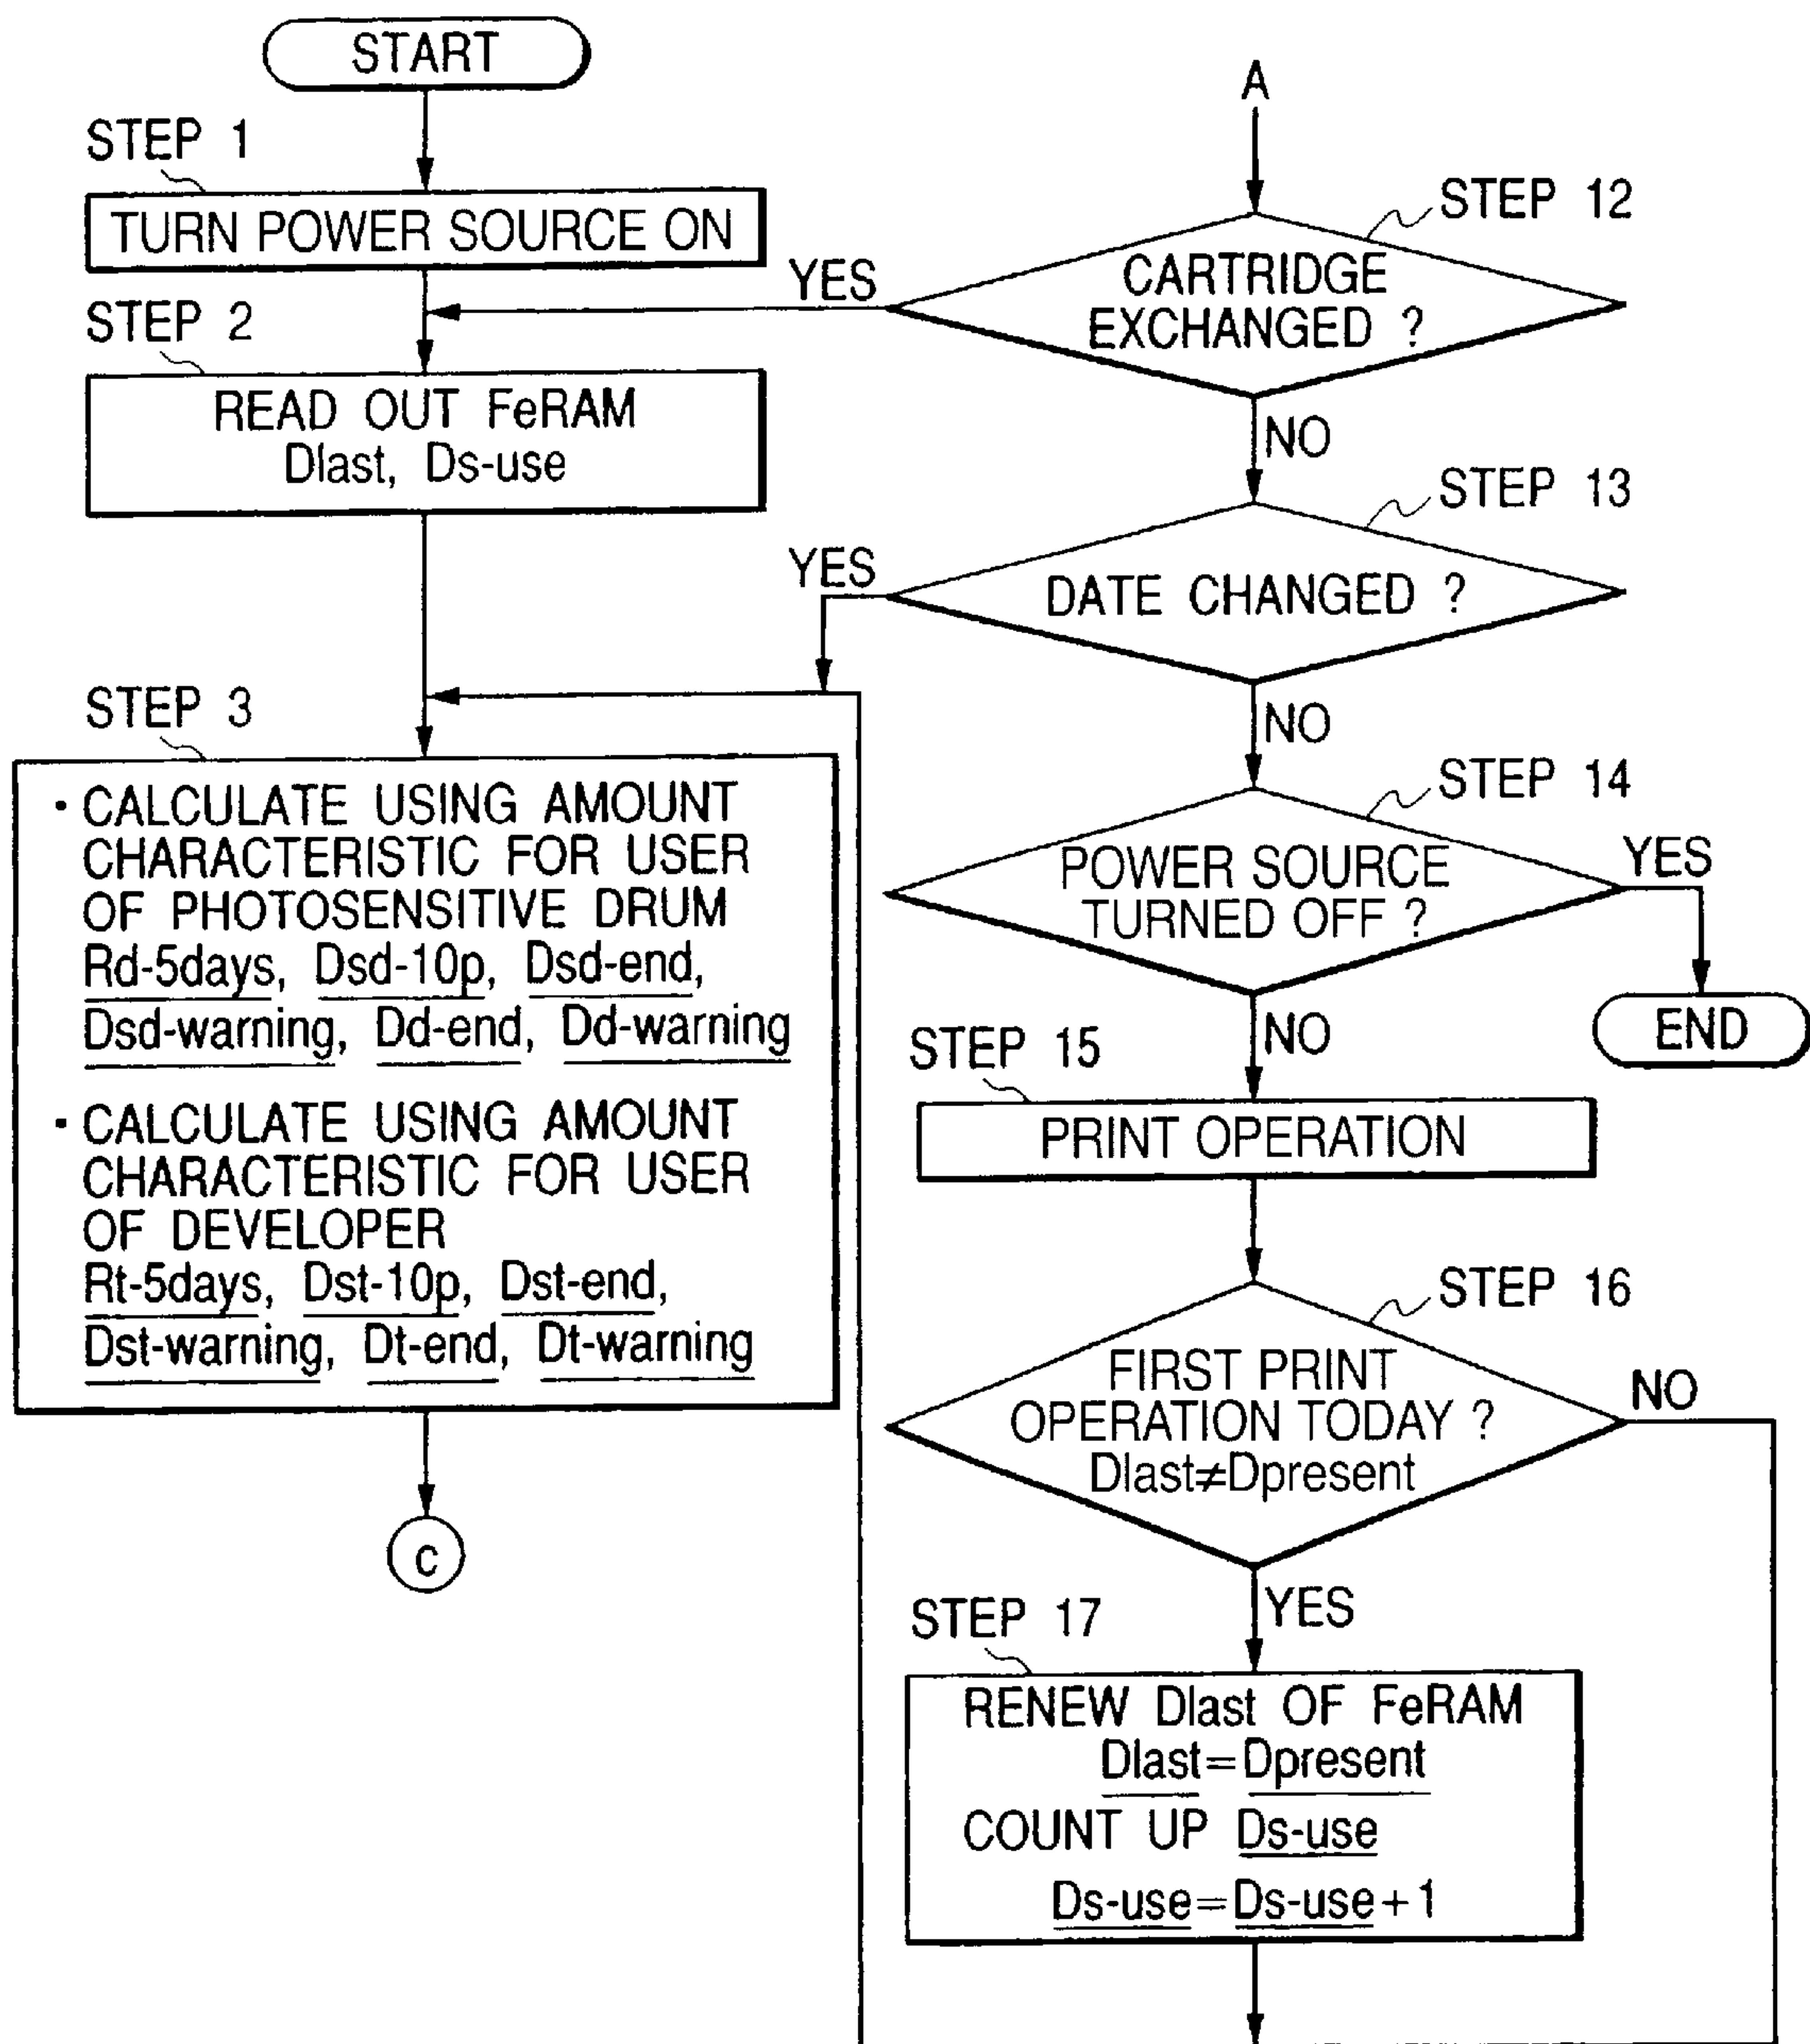 START
STEP 1
TURN POWER SOURCE ON
STEP 2
READ OUT FeRAM
Dlast, Ds-use
STEP 3
· CALCULATE USING AMOUNT
CHARACTERISTIC FOR USER
OF PHOTOSENSITIVE DRUM
Rd-5days, Dsd-10p, Dsd-end,
Dsd-warning, Dd-end, Dd-warning
· CALCULATE USING AMOUNT
CHARACTERISTIC FOR USER
OF DEVELOPER
Rt-5days, Dst-10p, Dst-end,
Dst-warning, Dt-end, Dt-warning
c
A
STEP 12
CARTRIDGE
EXCHANGED ?
YES
NO
STEP 13
DATE CHANGED ?
YES
NO
STEP 14
POWER SOURCE
TURNED OFF ?
YES
END
NO
STEP 15
PRINT OPERATION
STEP 16
FIRST PRINT
OPERATION TODAY ?
Dlast≠Dpresent
NO
YES
STEP 17
RENEW Dlast OF FeRAM
Dlast=Dpresent
COUNT UP Ds-use
Ds-use=Ds-use+1